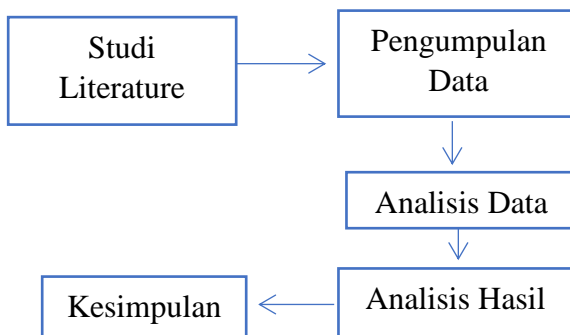 Studi
Literature
Pengumpulan
Data
Analisis Data
Analisis Hasil
Kesimpulan